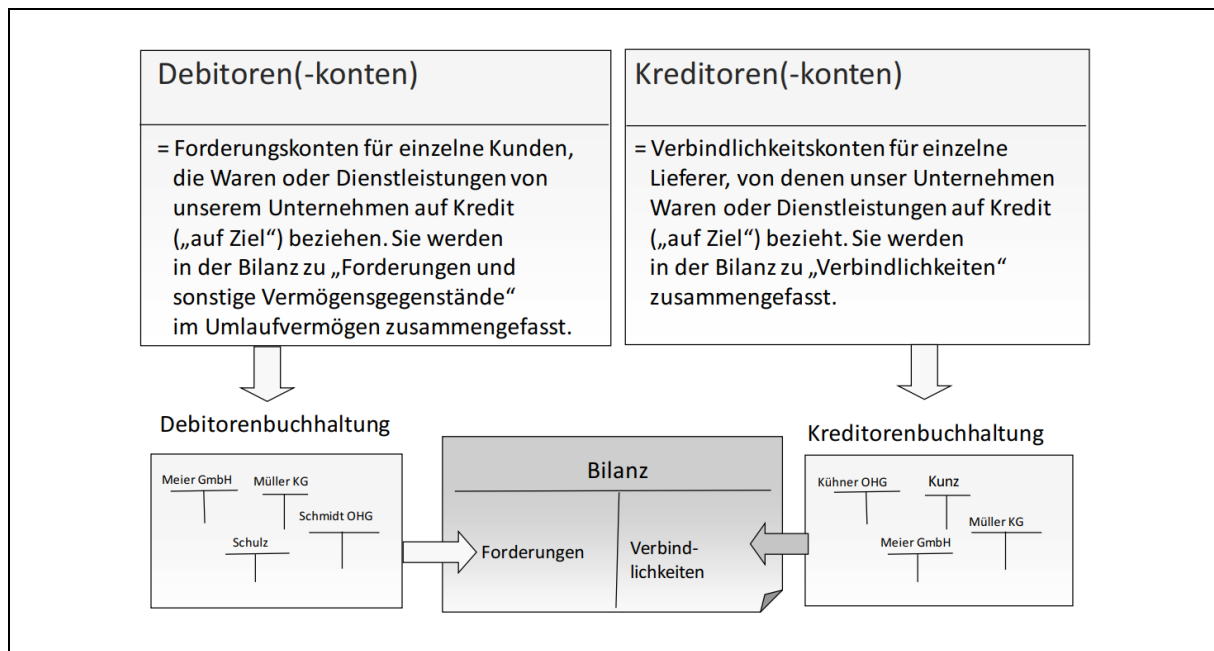 Debitoren(-konten)
= Forderungskonten für einzelne Kunden,
die Waren oder Dienstleistungen von
unserem Unternehmen auf Kredit
(„auf Ziel“) beziehen. Sie werden
in der Bilanz zu „Forderungen und
sonstige Vermögensgegenstände“
im Umlaufvermögen zusammengefasst.
Kreditoren(-konten)
= Verbindlichkeitskonten für einzelne
Lieferer, von denen unser Unternehmen
Waren oder Dienstleistungen auf Kredit
(„auf Ziel“) bezieht. Sie werden
in der Bilanz zu „Verbindlichkeiten“
zusammengefasst.
Debitorenbuchhaltung
Meier GmbH
Müller KG
Schmidt OHG
Schulz
Bilanz
Forderungen
Verbind-
lichkeiten
Kreditorenbuchhaltung
Kühner OHG
Kunz
Müller KG
Meier GmbH